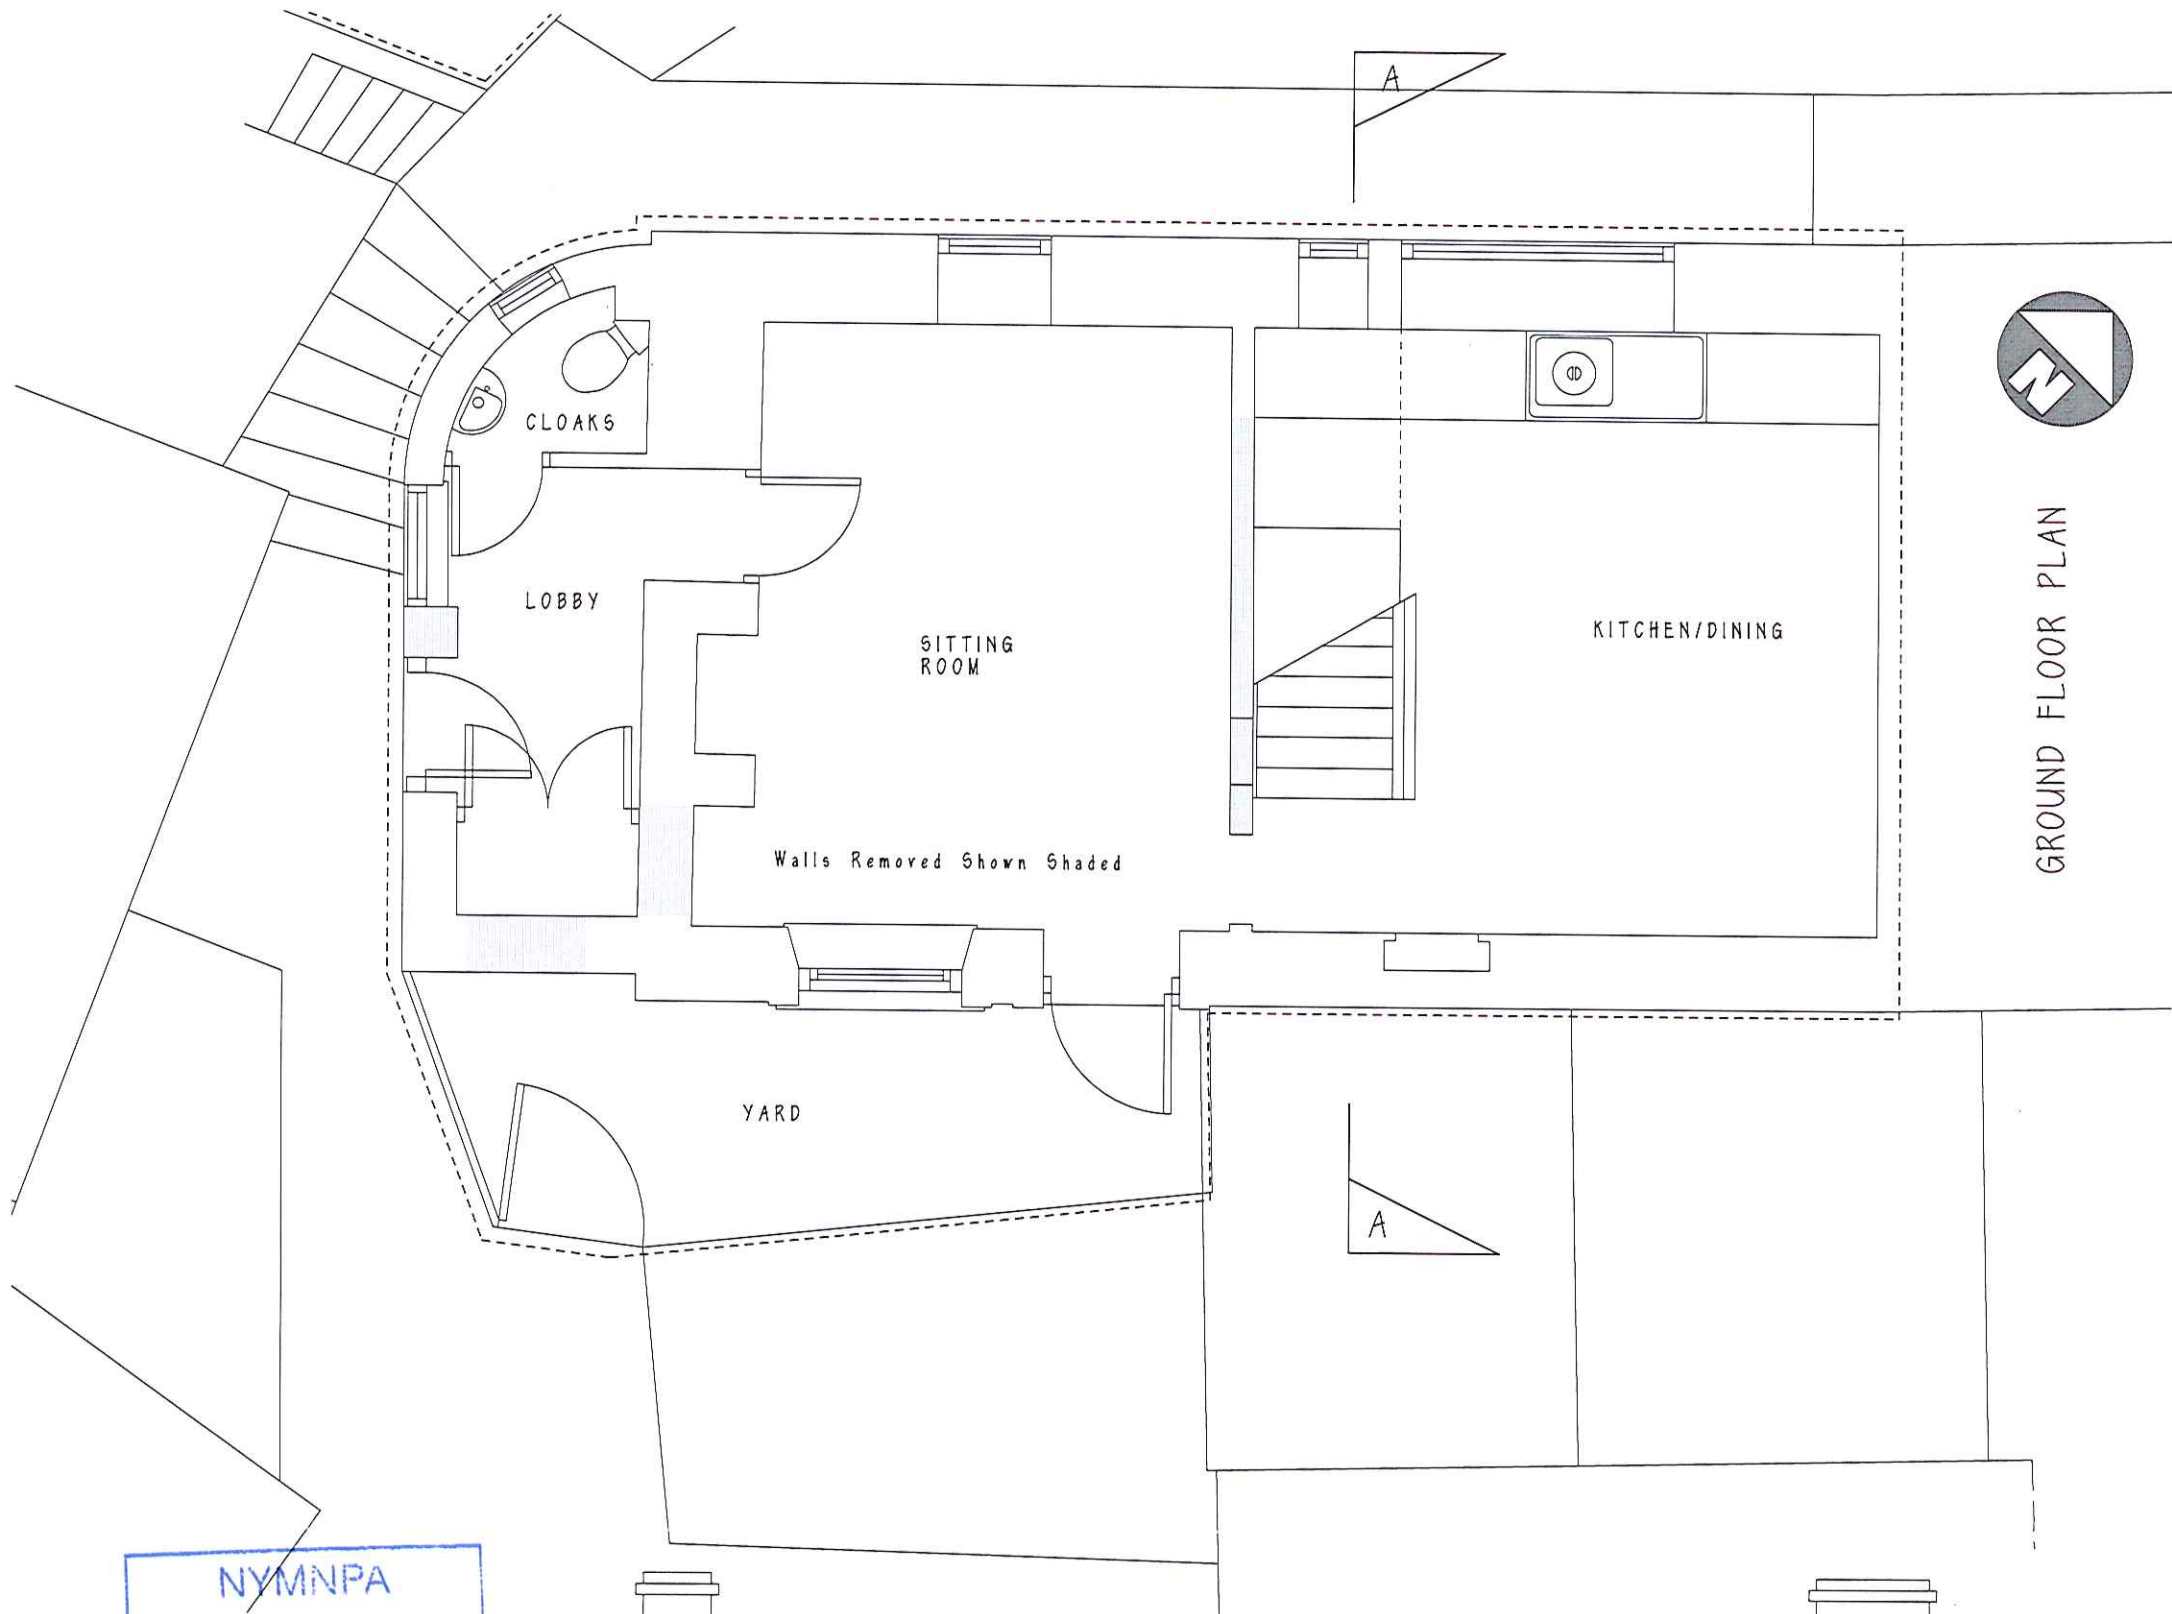 A
CLOAKS
LOBBY
SITTING
ROOM
KITCHEN/DINING
Walls Removed Shown Shaded
YARD
A
N
GROUND FLOOR PLAN
NYMNPA